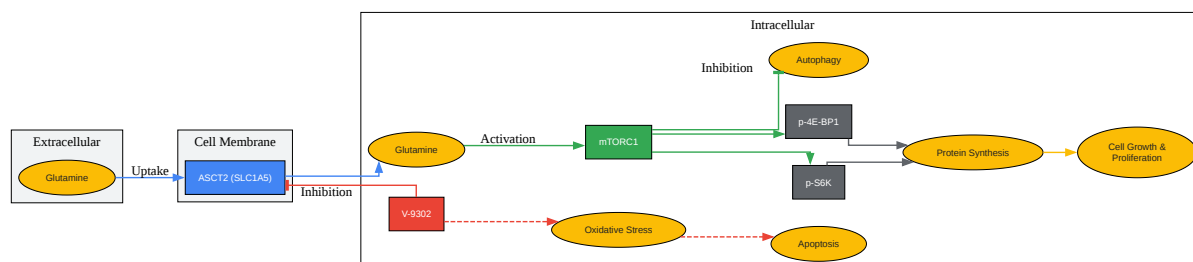 Intracellular
Autophagy
Inhibition
p-4E-BP1
Extracellular
Cell Membrane
Glutamine
Activation
mTORC1
Protein Synthesis
Cell Growth &
Proliferation
Glutamine
Uptake
ASCT2 (SLC1A5)
Inhibition
p-S6K
V-9302
Oxidative Stress
Apoptosis